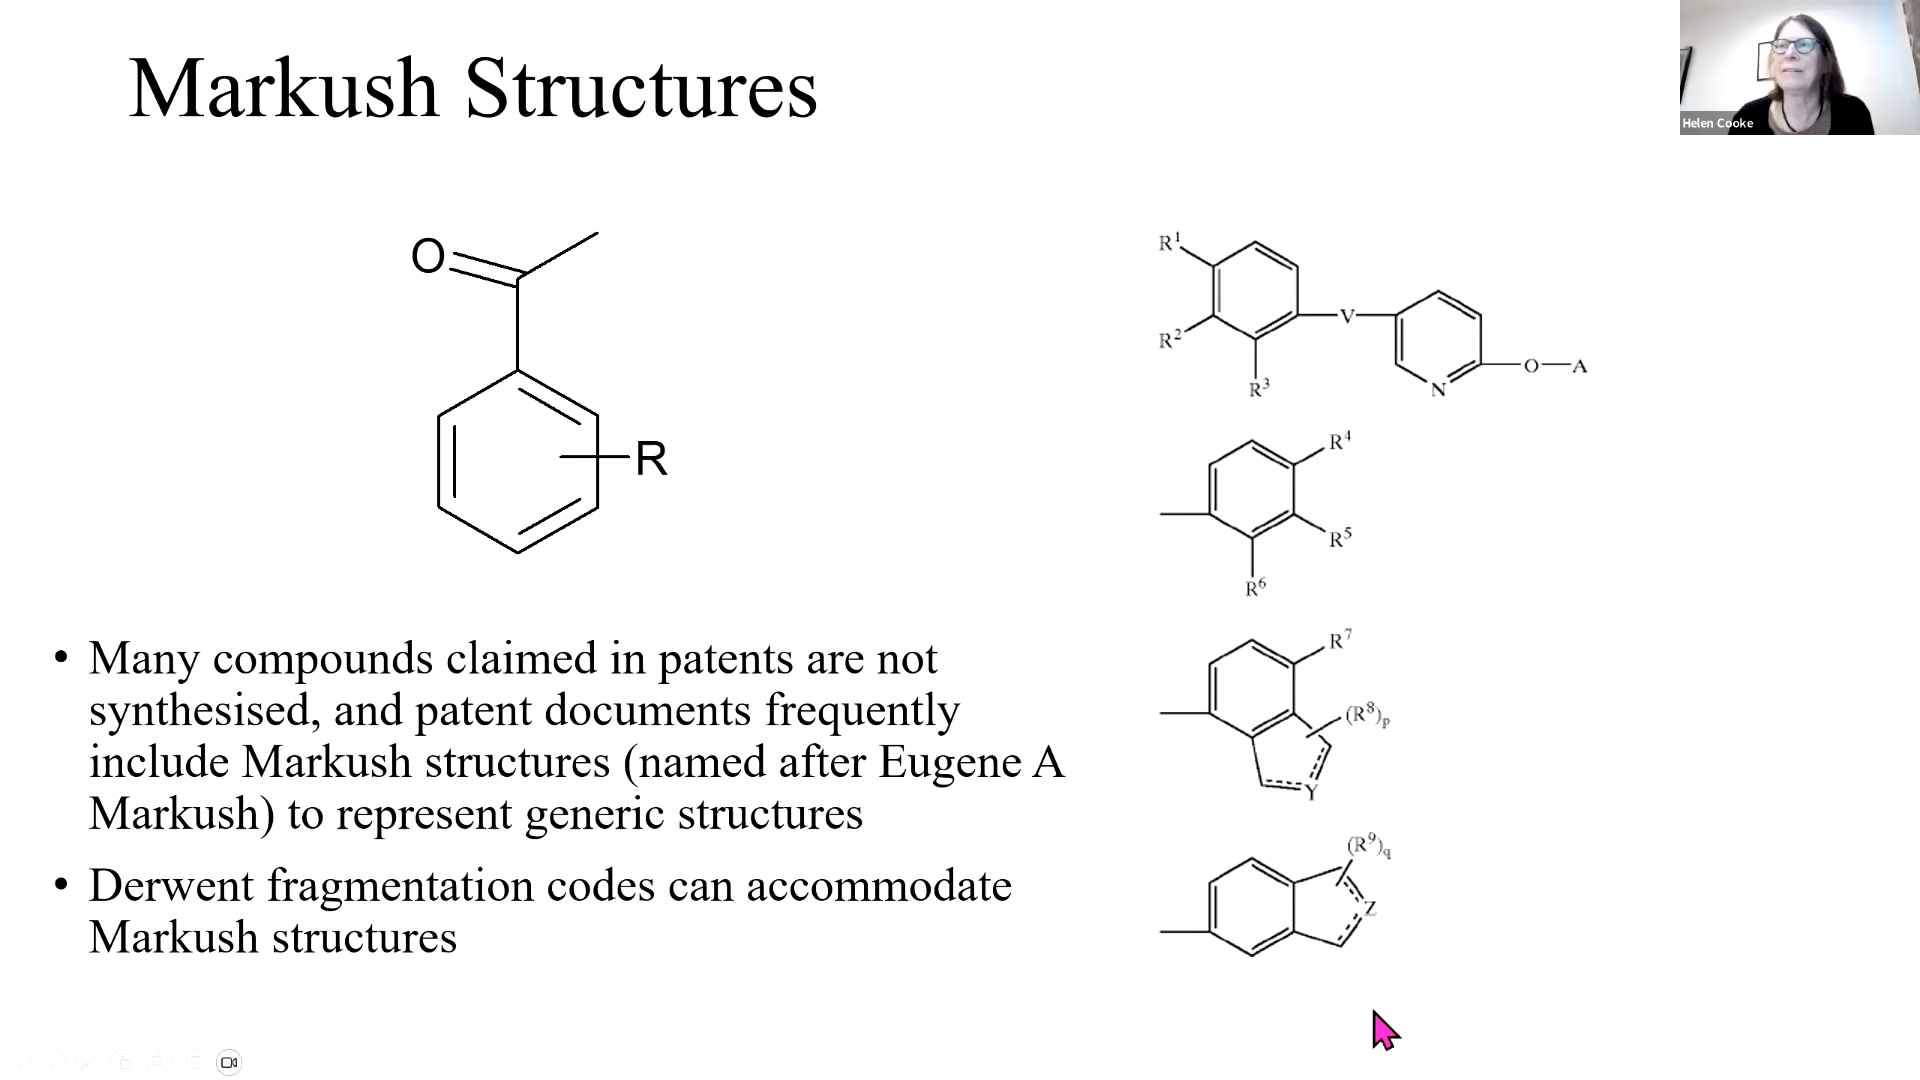 Markush Structures
Helen Cooke
O
R
R¹
R²
R³
V
N
O
A
R⁴
R⁵
R⁶
R⁷
(R⁸)ₚ
Y
(R⁹)q
Z
• Many compounds claimed in patents are not
synthesised, and patent documents frequently
include Markush structures (named after Eugene A
Markush) to represent generic structures
• Derwent fragmentation codes can accommodate
Markush structures